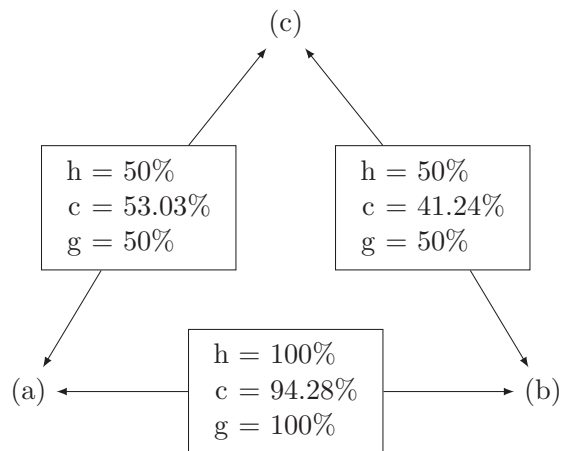 (c)
h = 50%
c = 53.03%
g = 50%
h = 50%
c = 41.24%
g = 50%
(a)
h = 100%
c = 94.28%
g = 100%
(b)